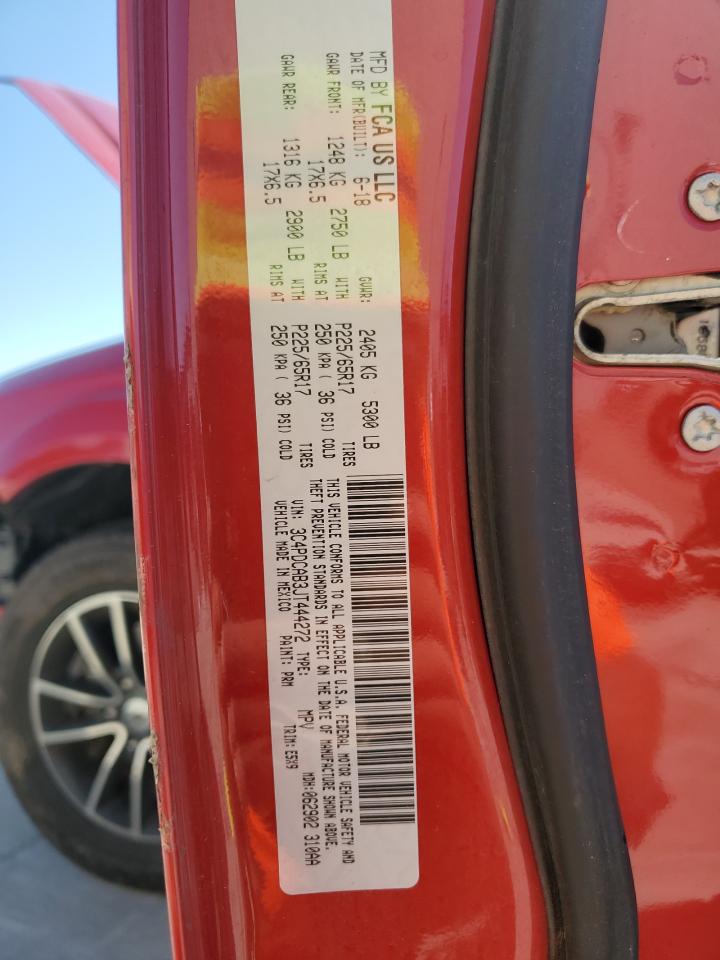 MFD BY FCA US LLC
DATE OF MFR(BUILT): 6-18 GVWR: 2405 KG 5300 LB
GAWR FRONT: 1248 KG 2750 LB WITH P225/65R17 TIRES
17X6.5 RIMS AT 250 KPA ( 36 PSI) COLD
GAWR REAR: 1316 KG 2900 LB WITH P225/65R17 TIRES
17X6.5 RIMS AT 250 KPA ( 36 PSI) COLD
THIS VEHICLE CONFORMS TO ALL APPLICABLE U.S.A. FEDERAL MOTOR VEHICLE SAFETY AND
THEFT PREVENTION STANDARDS IN EFFECT ON THE DATE OF MANUFACTURE SHOWN ABOVE.
VIN: 3C4PDCAB3JT444272 TYPE: MPV MDH:062902 310AA
VEHICLE MADE IN MEXICO PAINT: PRM TRIM: E5X9